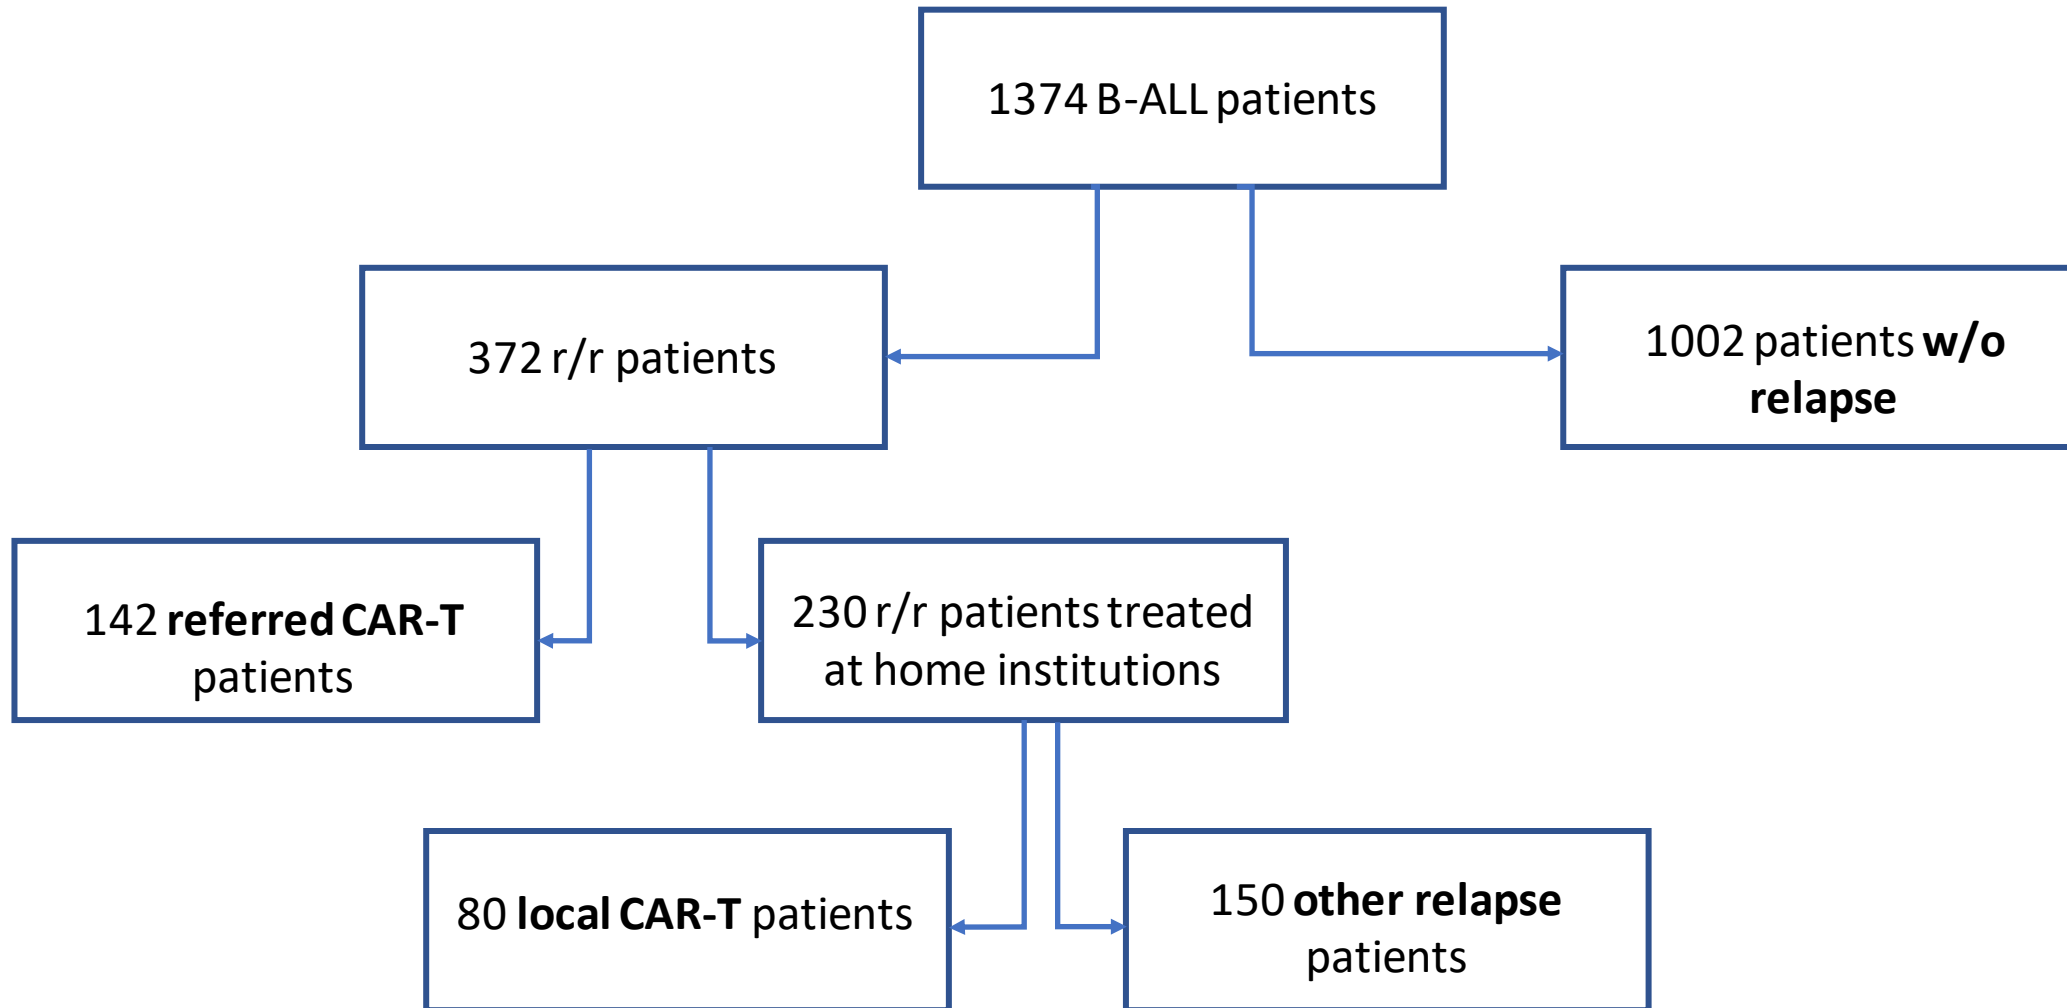 1374 B-ALL patients
372 r/r patients
1002 patients w/o
relapse
142 referred CAR-T
patients
230 r/r patients treated
at home institutions
80 local CAR-T patients
150 other relapse
patients